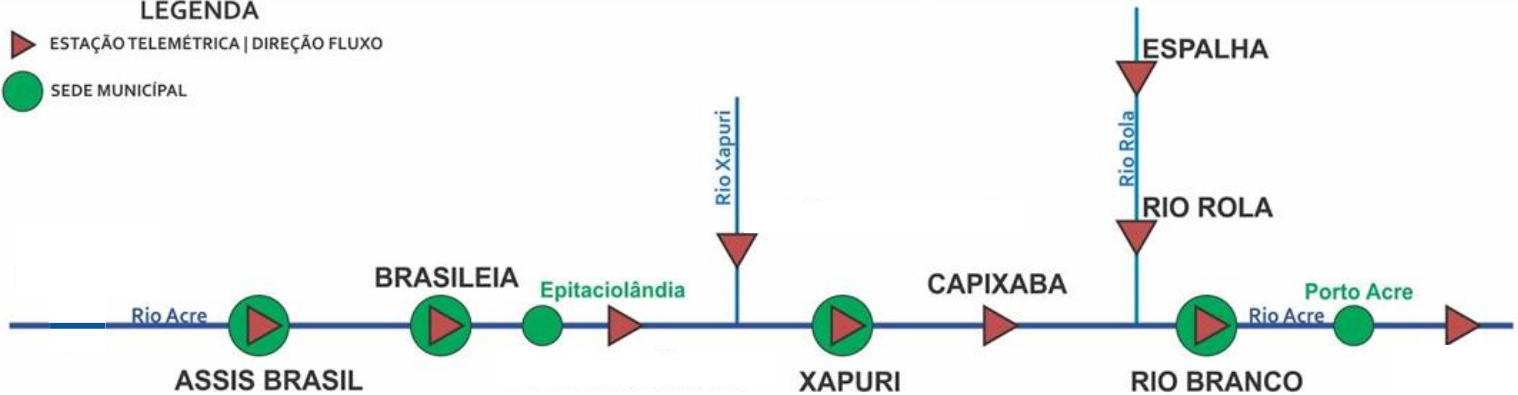 LEGENDA
ESTAÇÃO TELEMÉTRICA | DIREÇÃO FLUXO
SEDE MUNICÍPAL
ESPALHA
Rio Xapuri
Rio Rola
RIO ROLA
BRASILEIA
Epitaciolândia
CAPIXABA
Porto Acre
Rio Acre
Rio Acre
ASSIS BRASIL
XAPURI
RIO BRANCO